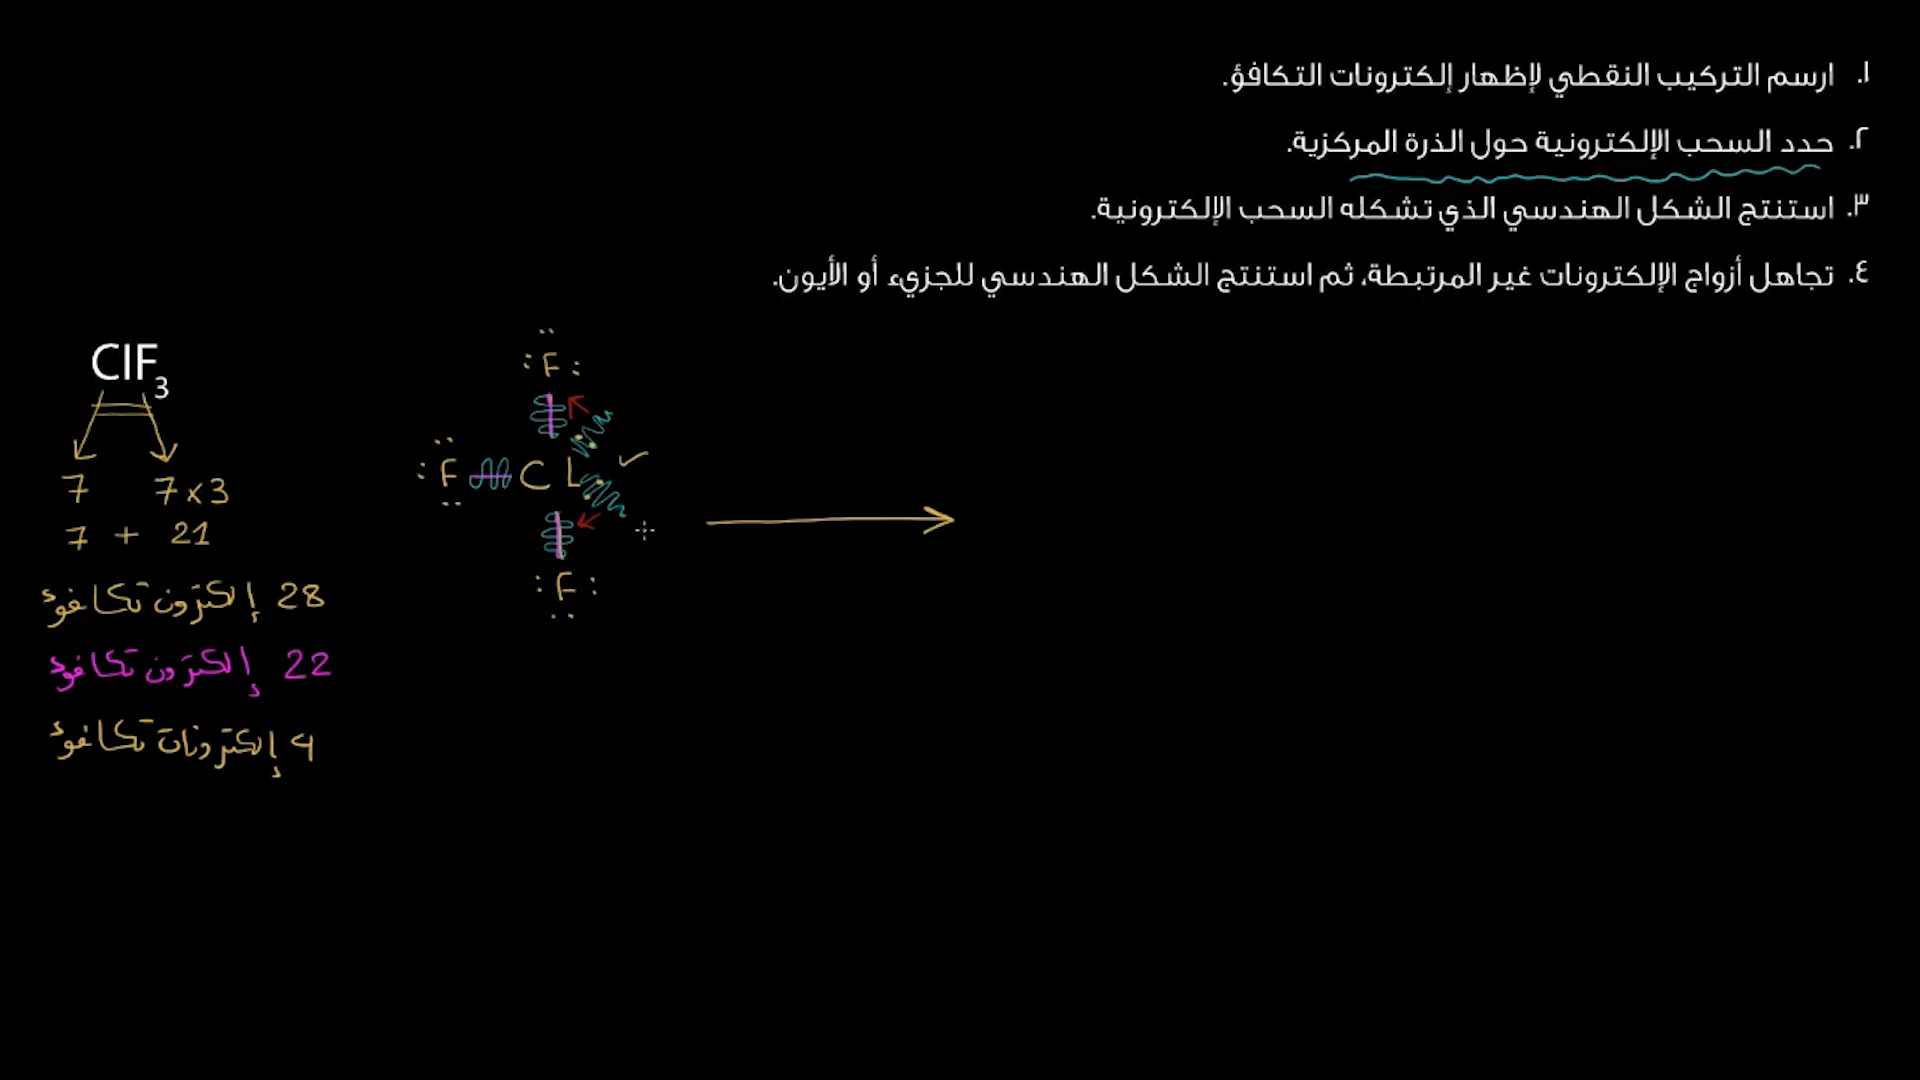 ١. ارسم التركيب النقطي لإظهار إلكترونات التكافؤ.
٢. حدد السحب الإلكترونية حول الذرة المركزية.
٣. استنتج الشكل الهندسي الذي تشكله السحب الإلكترونية.
٤. تجاهل أزواج الإلكترونات غير المرتبطة، ثم استنتج الشكل الهندسي للجزيء أو الأيون.
ClF3
7 7x3
7 + 21
28 إلكترون تكافؤ
22 إلكترون تكافؤ
4 إلكترونات تكافؤ
F
F CL
F